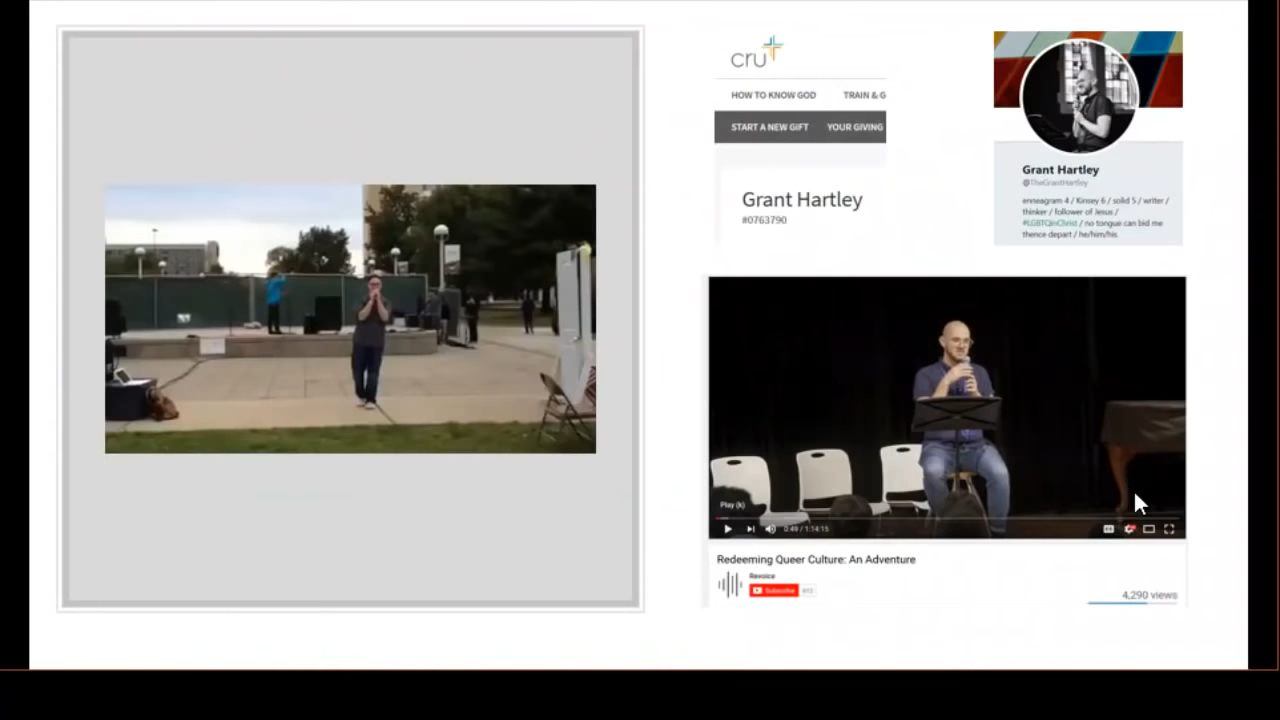 cru
HOW TO KNOW GOD TRAIN & G
START A NEW GIFT YOUR GIVING
Grant Hartley
#0763790
Grant Hartley
@TheGrantHartley
enneagram 4 / Kinsey 6 / solid 5 / writer /
thinker / follower of Jesus /
#LGBTQinChrist / no tongue can bid me
thence depart / he/him/his
Play (k)
0:49 / 1:14:15
Redeeming Queer Culture: An Adventure
Revoice
Subscribe
4,290 views